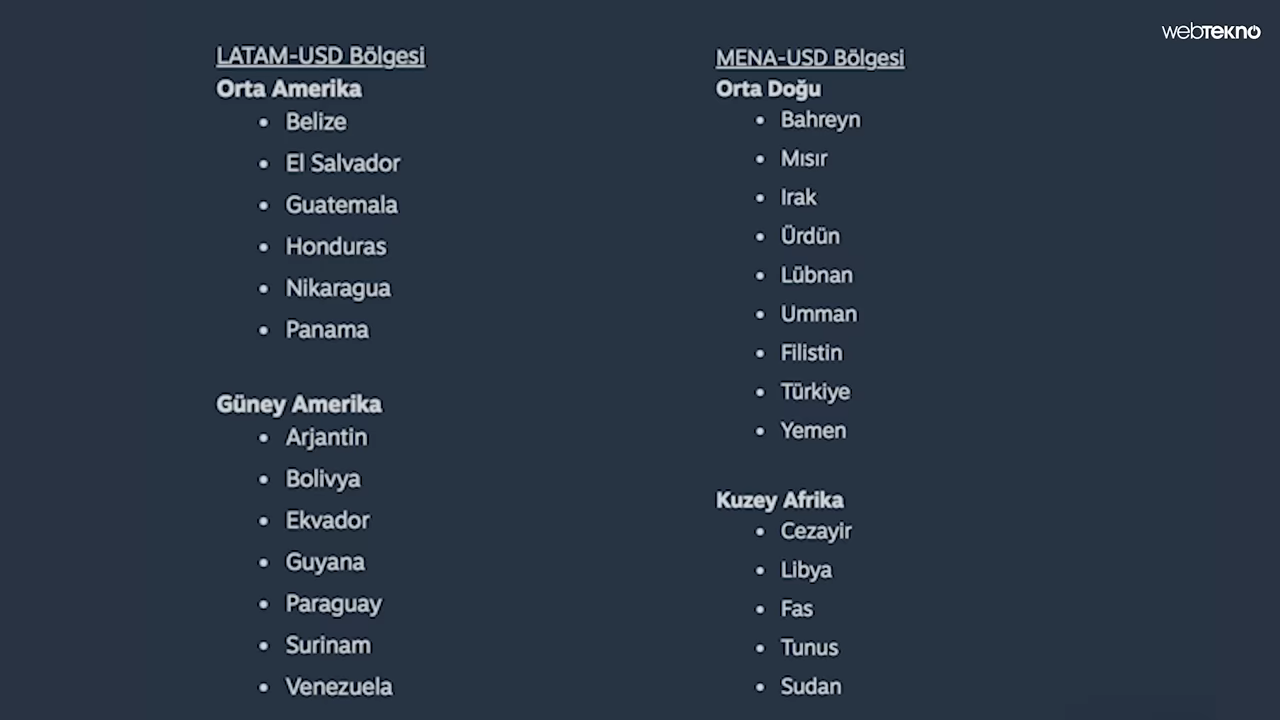 webTEKNO
LATAM-USD Bölgesi
Orta Amerika
• Belize
• El Salvador
• Guatemala
• Honduras
• Nikaragua
• Panama
Güney Amerika
• Arjantin
• Bolivya
• Ekvador
• Guyana
• Paraguay
• Surinam
• Venezuela
MENA-USD Bölgesi
Orta Doğu
• Bahreyn
• Mısır
• Irak
• Ürdün
• Lübnan
• Umman
• Filistin
• Türkiye
• Yemen
Kuzey Afrika
• Cezayir
• Libya
• Fas
• Tunus
• Sudan